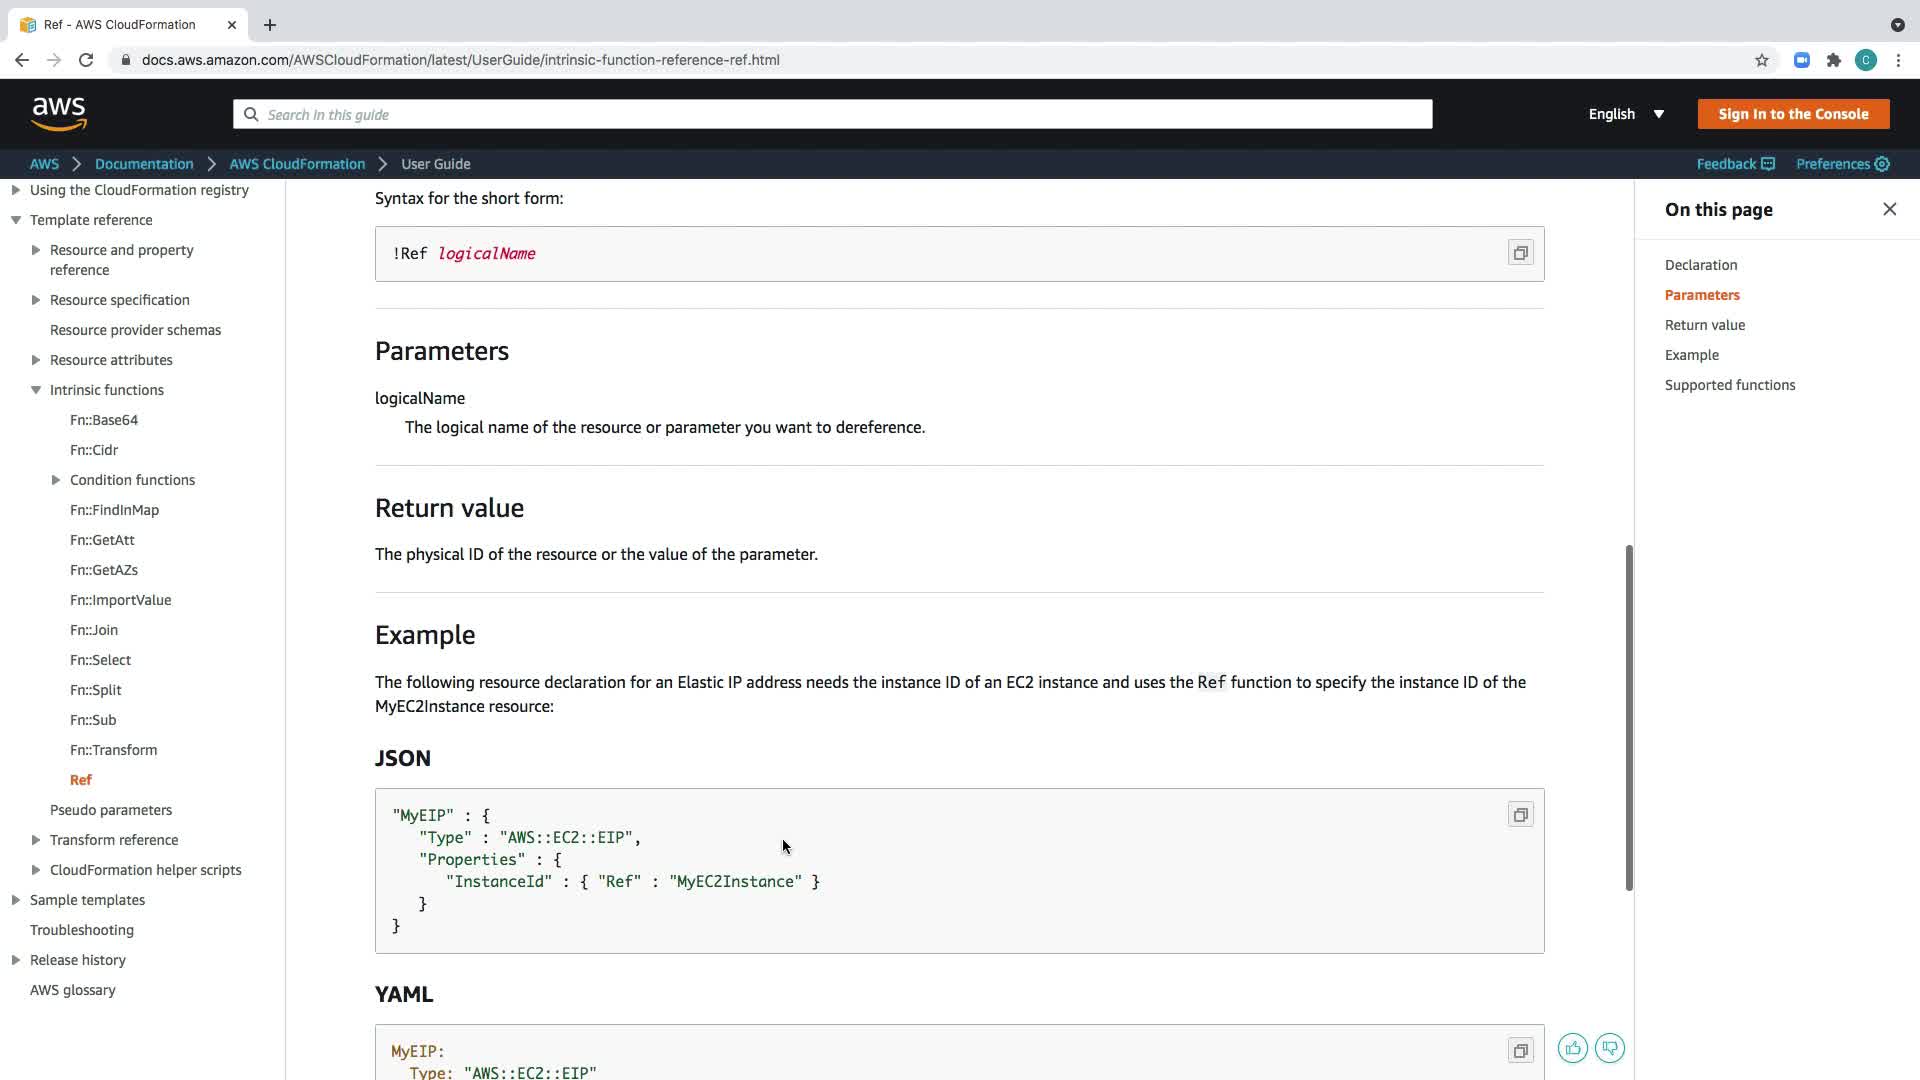 Ref - AWS CloudFormation
docs.aws.amazon.com/AWSCloudFormation/latest/UserGuide/intrinsic-function-reference-ref.html
C
aws
Search in this guide
English
Sign In to the Console
AWS
Documentation
AWS CloudFormation
User Guide
Feedback
Preferences
Using the CloudFormation registry
Template reference
Resource and property
reference
Resource specification
Resource provider schemas
Resource attributes
Intrinsic functions
Fn::Base64
Fn::Cidr
Condition functions
Fn::FindInMap
Fn::GetAtt
Fn::GetAZs
Fn::ImportValue
Fn::Join
Fn::Select
Fn::Split
Fn::Sub
Fn::Transform
Ref
Pseudo parameters
Transform reference
CloudFormation helper scripts
Sample templates
Troubleshooting
Release history
AWS glossary
Syntax for the short form:
!Ref logicalName
Parameters
logicalName
The logical name of the resource or parameter you want to dereference.
Return value
The physical ID of the resource or the value of the parameter.
Example
The following resource declaration for an Elastic IP address needs the instance ID of an EC2 instance and uses the Ref function to specify the instance ID of the
MyEC2Instance resource:
JSON
"MyEIP" : {
"Type" : "AWS::EC2::EIP",
"Properties" : {
"InstanceId" : { "Ref" : "MyEC2Instance" }
}
}
YAML
MyEIP:
Type: "AWS::EC2::EIP"
On this page
Declaration
Parameters
Return value
Example
Supported functions